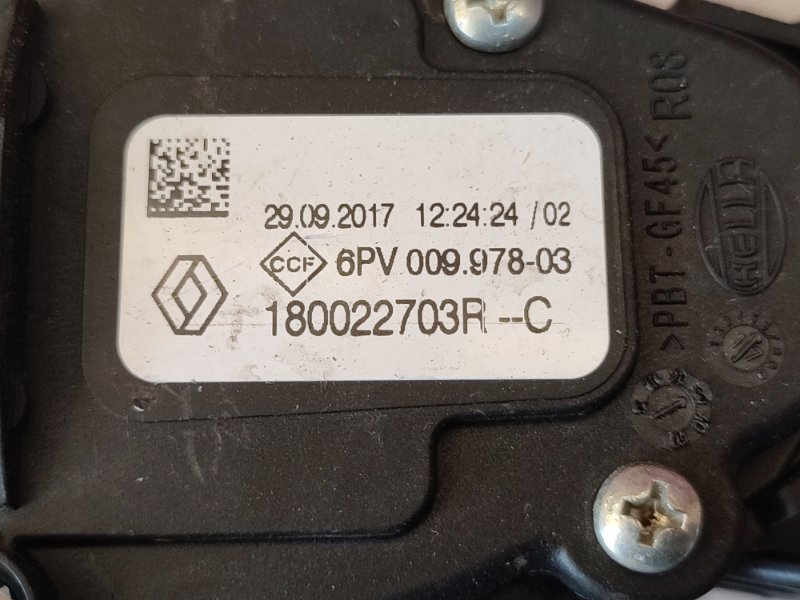 29.09.2017 12:24:24 /02
CCF 6PV 009.978-03
180022703R --C
>PBT-GF45< R08
HELLA